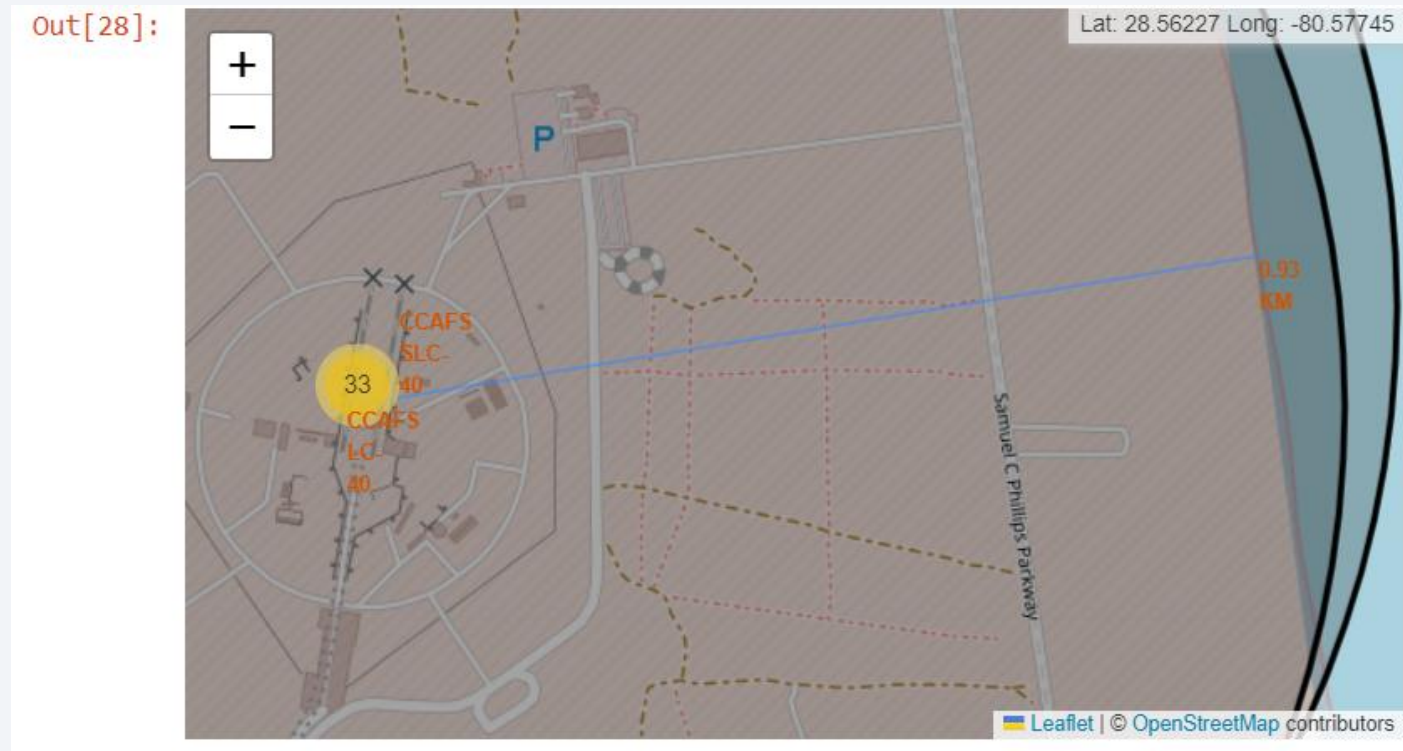 Out[28]:
+
−
Lat: 28.56227 Long: -80.57745
P
0.93
KM
CCAFS
SLC-
40
33
CCAFS
LC-
40
Samuel C Phillips Parkway
Leaflet | © OpenStreetMap contributors